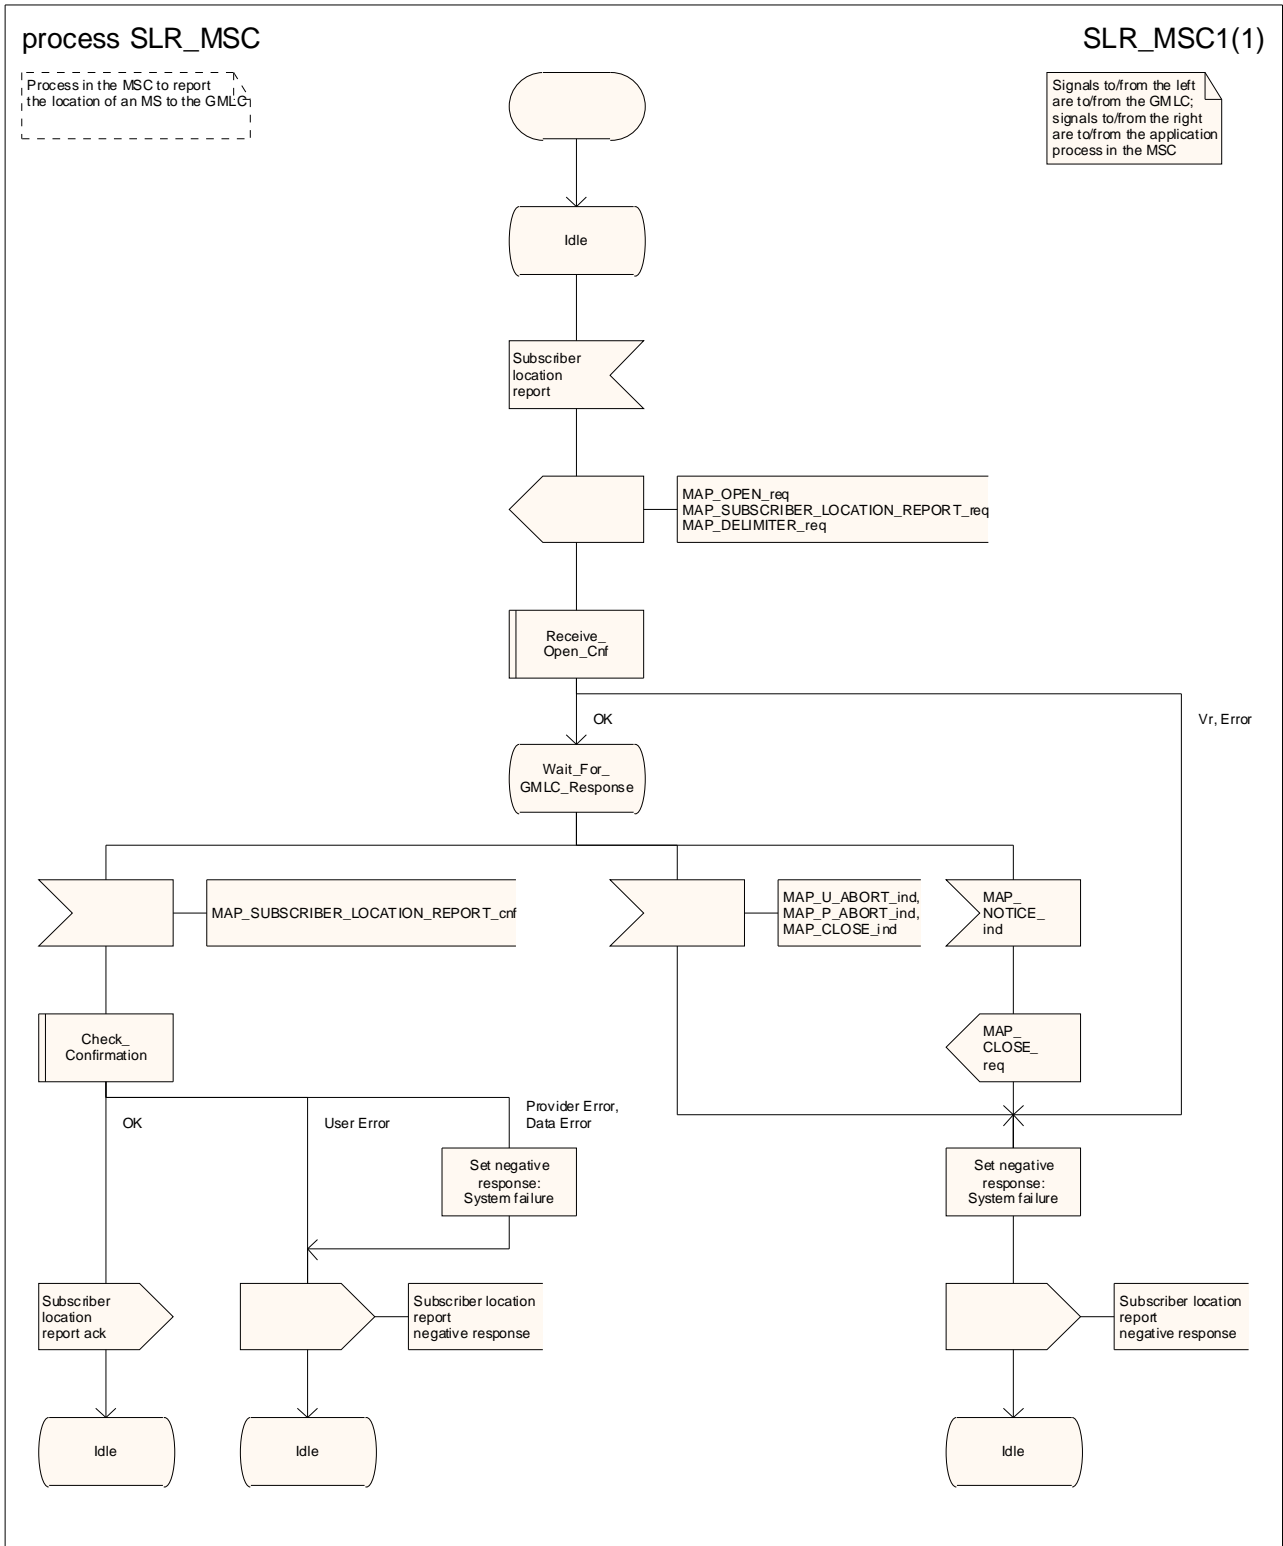 process SLR_MSC
SLR_MSC1(1)
Process in the MSC to report
the location of an MS to the GMLC
Signals to/from the left
are to/from the GMLC;
signals to/from the right
are to/from the application
process in the MSC
Idle
Subscriber
location
report
MAP_OPEN_req
MAP_SUBSCRIBER_LOCATION_REPORT_req
MAP_DELIMITER_req
Receive_
Open_Cnf
OK
Vr, Error
Wait_For_
GMLC_Response
MAP_SUBSCRIBER_LOCATION_REPORT_cnf
MAP_U_ABORT_ind,
MAP_P_ABORT_ind,
MAP_CLOSE_ind
MAP_
NOTICE_
ind
Check_
Confirmation
MAP_
CLOSE_
req
OK
User Error
Provider Error,
Data Error
Set negative
response:
System failure
Set negative
response:
System failure
Subscriber
location
report ack
Subscriber location
report
negative response
Subscriber location
report
negative response
Idle
Idle
Idle